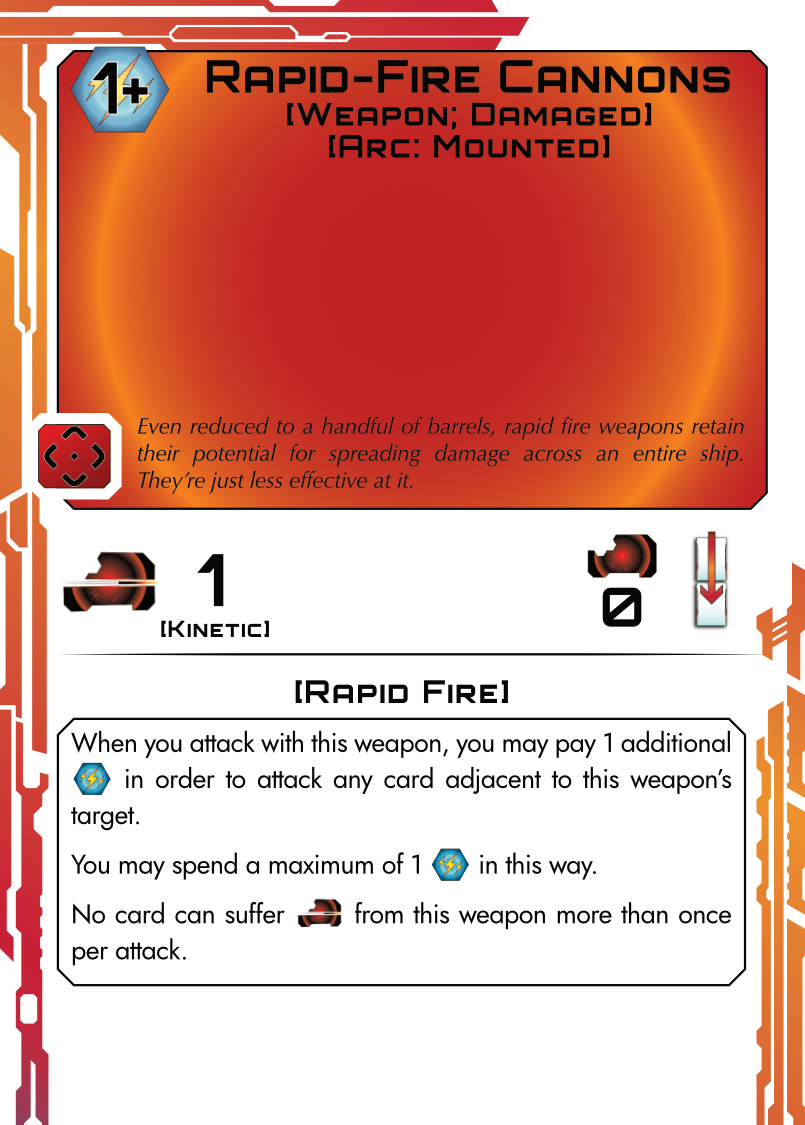 1+
Rapid-Fire Cannons
[Weapon; Damaged]
[Arc: Mounted]
Even reduced to a handful of barrels, rapid fire weapons retain
their potential for spreading damage across an entire ship.
They're just less effective at it.
1
[Kinetic]
0
[Rapid Fire]
When you attack with this weapon, you may pay 1 additional
in order to attack any card adjacent to this weapon's
target.
You may spend a maximum of 1 in this way.
No card can suffer from this weapon more than once
per attack.